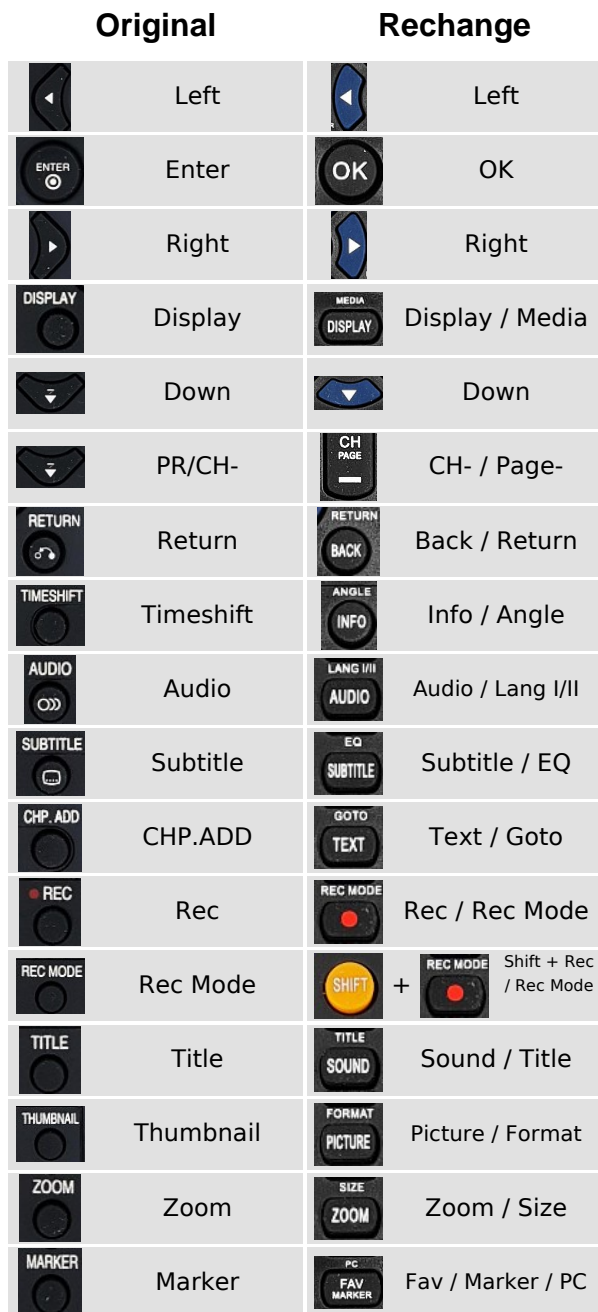 Original Rechange
Left Left
ENTER Enter OK OK
Right Right
DISPLAY Display MEDIA DISPLAY Display / Media
Down Down
PR/CH- CH PAGE CH- / Page-
RETURN Return RETURN BACK Back / Return
TIMESHIFT Timeshift ANGLE INFO Info / Angle
AUDIO Audio LANG I/II AUDIO Audio / Lang I/II
SUBTITLE Subtitle EQ SUBTITLE Subtitle / EQ
CHP. ADD CHP.ADD GOTO TEXT Text / Goto
REC Rec REC MODE Rec / Rec Mode
REC MODE Rec Mode SHIFT + REC MODE Shift + Rec
/ Rec Mode
TITLE Title TITLE SOUND Sound / Title
THUMBNAIL Thumbnail FORMAT PICTURE Picture / Format
ZOOM Zoom SIZE ZOOM Zoom / Size
MARKER Marker PC FAV MARKER Fav / Marker / PC